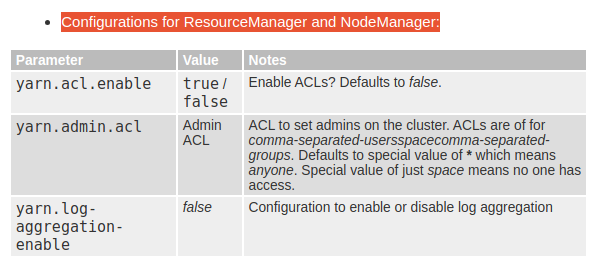 Configurations for ResourceManager and NodeManager:
Parameter Value Notes
yarn.acl.enable true / Enable ACLs? Defaults to false.
false
yarn.admin.acl Admin ACL to set admins on the cluster. ACLs are of for
ACL comma-separated-usersspacecomma-separated-
groups. Defaults to special value of * which means
anyone. Special value of just space means no one has
access.
yarn.log- false Configuration to enable or disable log aggregation
aggregation-
enable